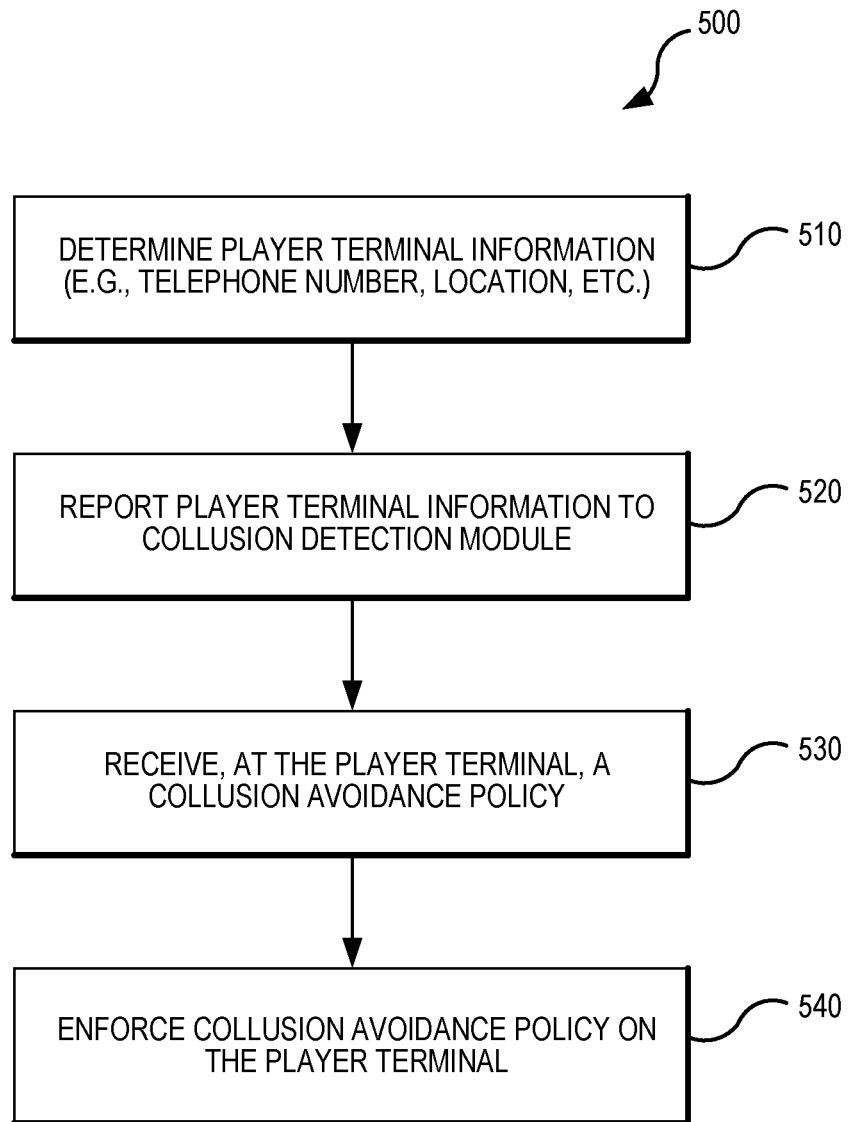 500
DETERMINE PLAYER TERMINAL INFORMATION
(E.G., TELEPHONE NUMBER, LOCATION, ETC.)
510
REPORT PLAYER TERMINAL INFORMATION TO
COLLUSION DETECTION MODULE
520
RECEIVE, AT THE PLAYER TERMINAL, A
COLLUSION AVOIDANCE POLICY
530
ENFORCE COLLUSION AVOIDANCE POLICY ON
THE PLAYER TERMINAL
540